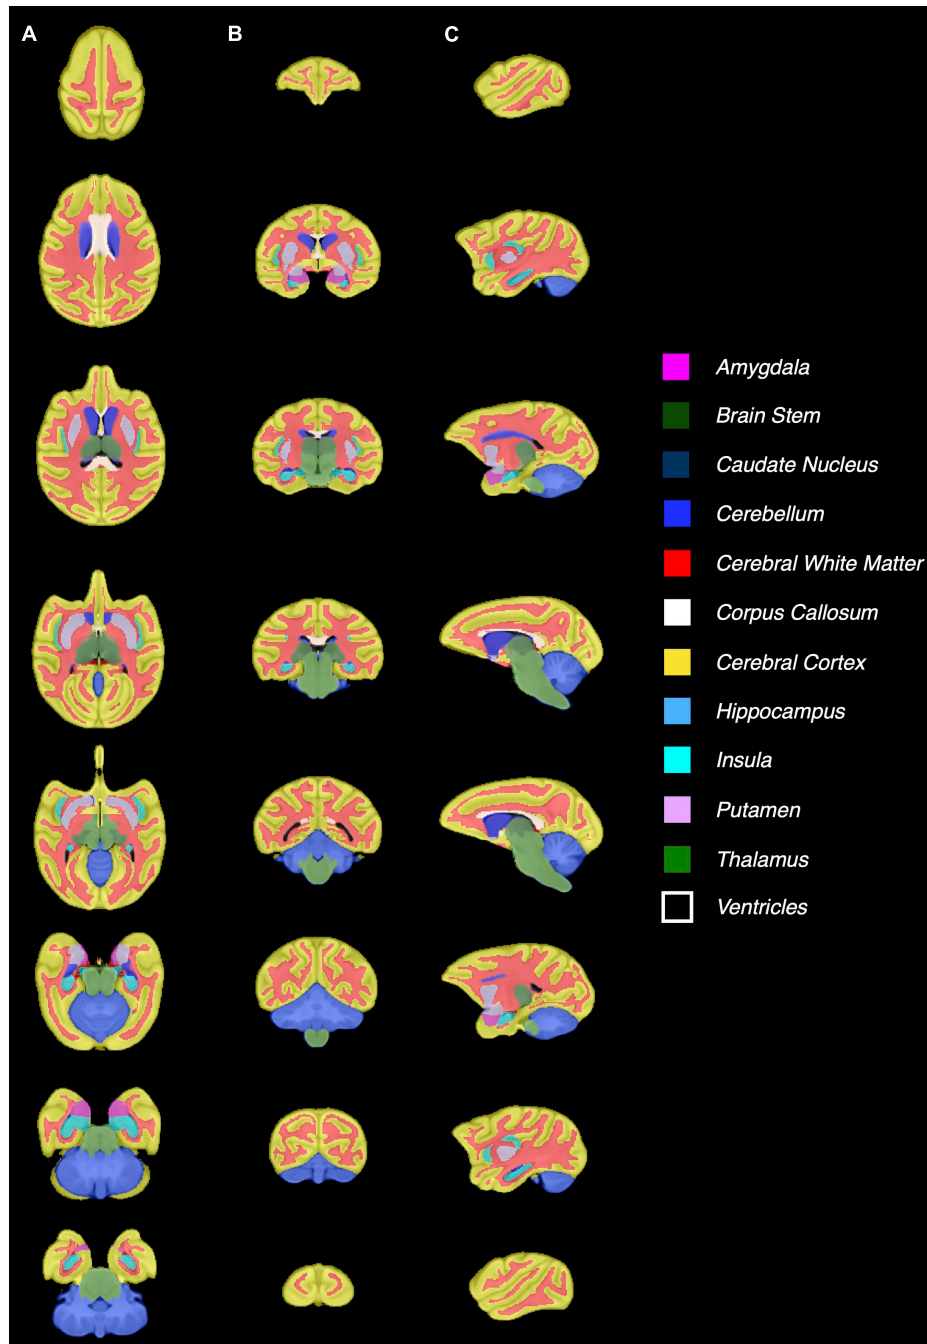 A B C
Amygdala
Brain Stem
Caudate Nucleus
Cerebellum
Cerebral White Matter
Corpus Callosum
Cerebral Cortex
Hippocampus
Insula
Putamen
Thalamus
Ventricles